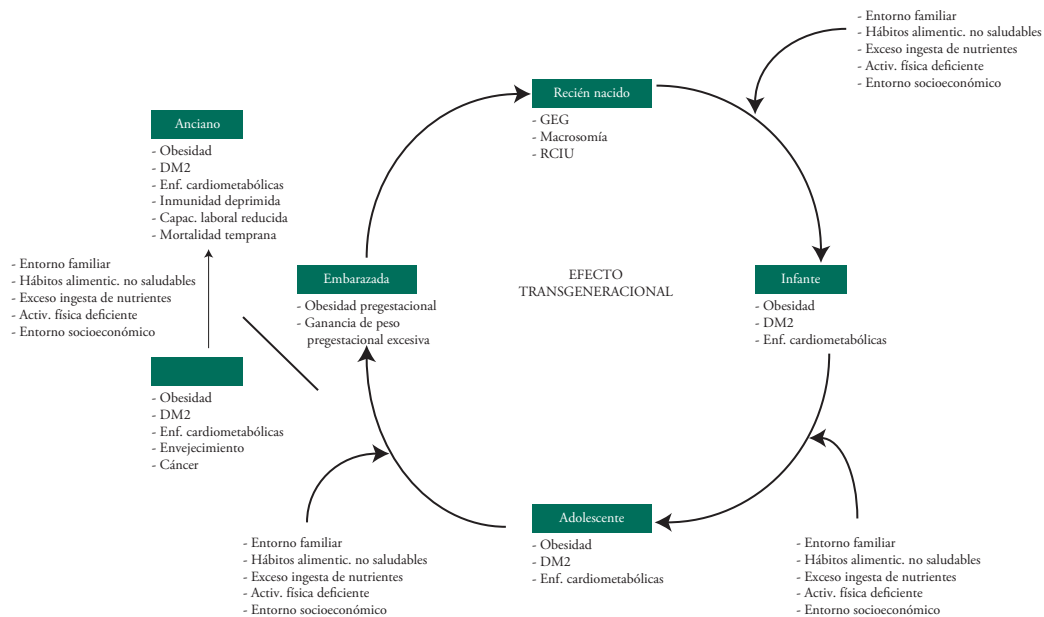 - Entorno familiar
- Hábitos alimentic. no saludables
- Exceso ingesta de nutrientes
- Activ. física deficiente
- Entorno socioeconómico
Recién nacido
- GEG
- Macrosomía
- RCIU
Anciano
- Obesidad
- DM2
- Enf. cardiometabólicas
- Inmunidad deprimida
- Capac. laboral reducida
- Mortalidad temprana
- Entorno familiar
- Hábitos alimentic. no saludables
- Exceso ingesta de nutrientes
- Activ. física deficiente
- Entorno socioeconómico
Embarazada
- Obesidad pregestacional
- Ganancia de peso
pregestacional excesiva
EFECTO
TRANSGENERACIONAL
Infante
- Obesidad
- DM2
- Enf. cardiometabólicas
- Obesidad
- DM2
- Enf. cardiometabólicas
- Envejecimiento
- Cáncer
Adolescente
- Obesidad
- DM2
- Enf. cardiometabólicas
- Entorno familiar
- Hábitos alimentic. no saludables
- Exceso ingesta de nutrientes
- Activ. física deficiente
- Entorno socioeconómico
- Entorno familiar
- Hábitos alimentic. no saludables
- Exceso ingesta de nutrientes
- Activ. física deficiente
- Entorno socioeconómico